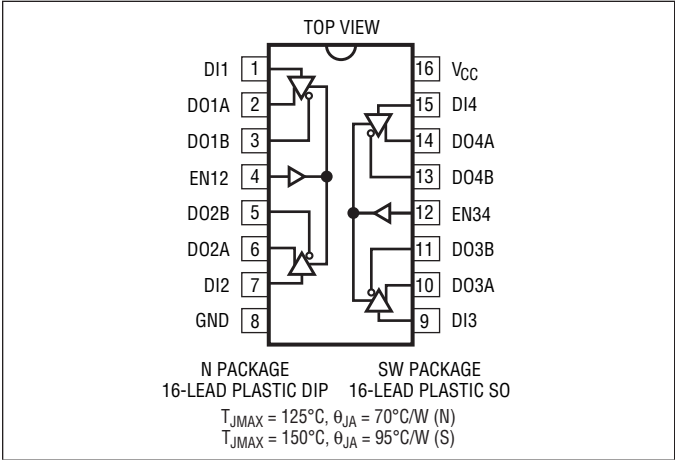 TOP VIEW
DI1 1
DO1A 2
DO1B 3
EN12 4
DO2B 5
DO2A 6
DI2 7
GND 8
16 VCC
15 DI4
14 DO4A
13 DO4B
12 EN34
11 DO3B
10 DO3A
9 DI3
N PACKAGE
16-LEAD PLASTIC DIP
SW PACKAGE
16-LEAD PLASTIC SO
TJMAX = 125°C, θJA = 70°C/W (N)
TJMAX = 150°C, θJA = 95°C/W (S)